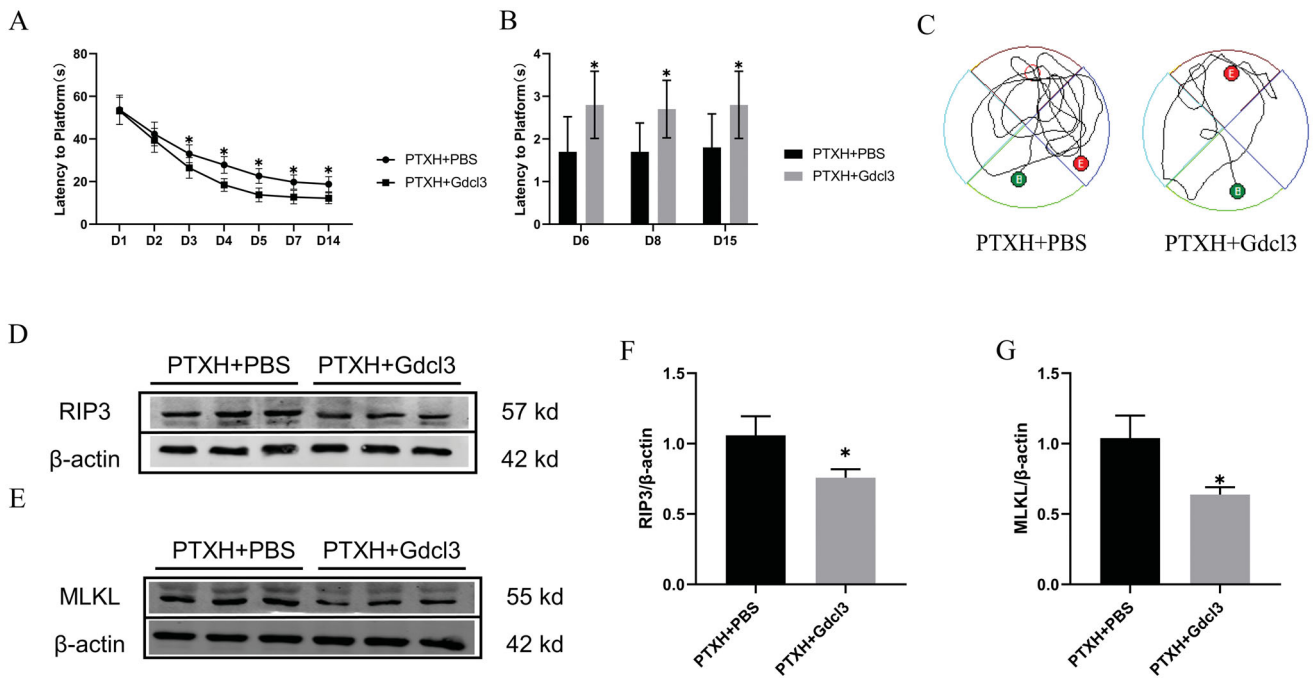 A
Latency to Platform(s)
80
60
40
20
0
D1 D2 D3 D4 D5 D7 D14
* * * * *
PTXH+PBS
PTXH+Gdcl3
B
Latency to Platform(s)
4
3
2
1
0
D6 D8 D15
* * *
PTXH+PBS
PTXH+Gdcl3
C
E
B
E
B
PTXH+PBS PTXH+Gdcl3
D
PTXH+PBS PTXH+Gdcl3
RIP3 57 kd
β-actin 42 kd
E
PTXH+PBS PTXH+Gdcl3
MLKL 55 kd
β-actin 42 kd
F
RIP3/β-actin
1.5
1.0
0.5
0.0
*
PTXH+PBS
PTXH+Gdcl3
G
MLKL/β-actin
1.5
1.0
0.5
0.0
*
PTXH+PBS
PTXH+Gdcl3